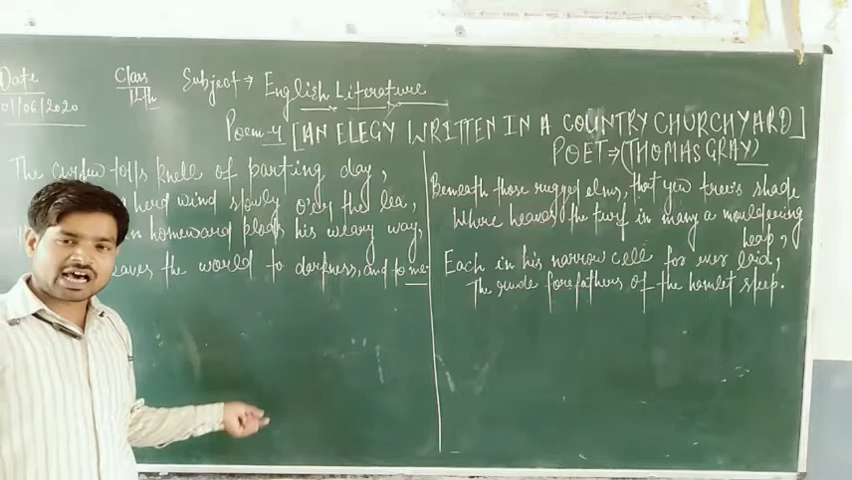 Date
01/06/2020
Class
12th
Subject → English Literature
Poem-4 [AN ELEGY WRITTEN IN A COUNTRY CHURCHYARD]
POET → (THOMAS GRAY)
The curfew tolls knell of parting day,
herd wind slowly o'er the lea,
homeward plods his weary way,
the world to darkness, and to me.
Beneath those rugged elms, that yew tree's shade
Where heaves the turf in many a mouldering
heap,
Each in his narrow cell for ever laid,
The rude forefathers of the hamlet sleep.